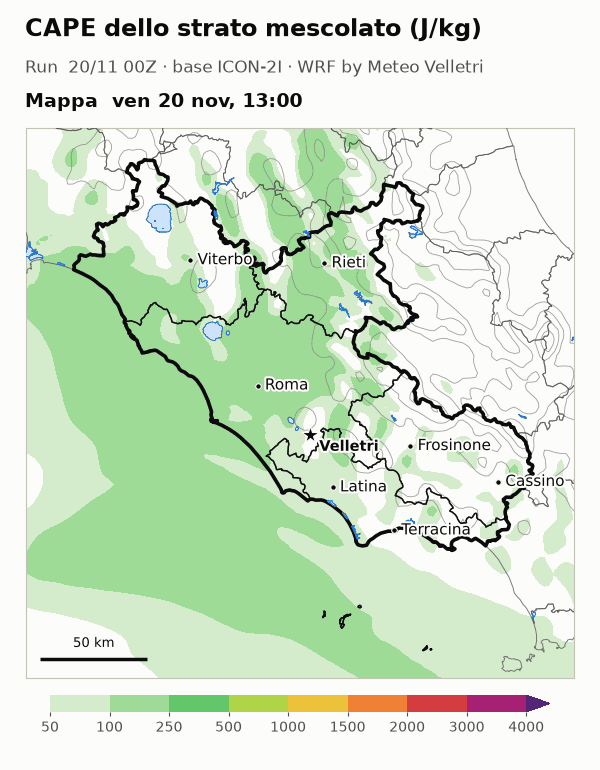 CAPE dello strato mescolato (J/kg)
Run  20/11 00Z · base ICON-2I · WRF by Meteo Velletri
Mappa  ven 20 nov, 13:00
Viterbo
Rieti
Roma
Velletri
Frosinone
Cassino
Latina
Terracina
50 km
50 100 250 500 1000 1500 2000 3000 4000